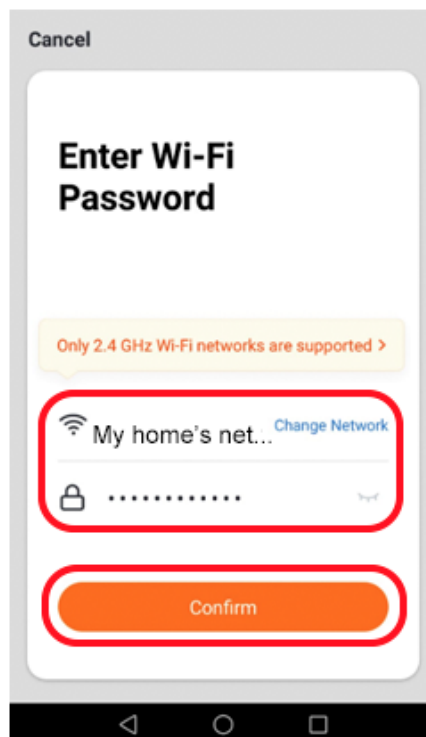 Cancel
Enter Wi-Fi
Password
Only 2.4 GHz Wi-Fi networks are supported >
My home's net... Change Network
••••••••••••
Confirm